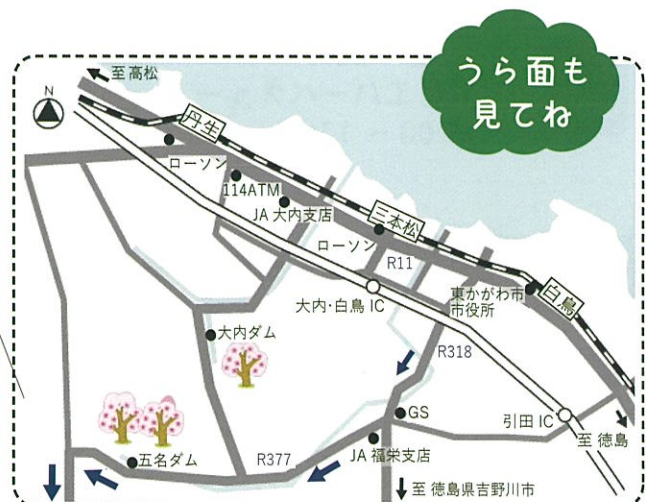 うら面も
見てね
N
至 高松
丹生
ローソン
114ATM
JA 大内支店
三本松
ローソン
R11
白鳥
東かがわ市
市役所
大内・白鳥 IC
大内ダム
R318
GS
引田 IC
至 徳島
JA 福栄支店
R377
五名ダム
至 徳島県吉野川市